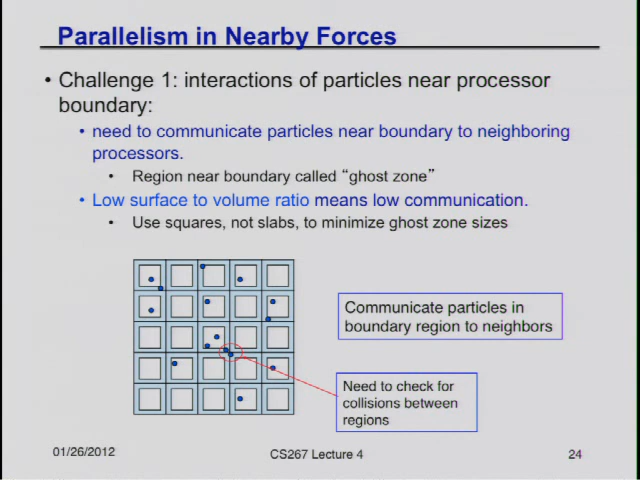 Parallelism in Nearby Forces
• Challenge 1: interactions of particles near processor
boundary:
• need to communicate particles near boundary to neighboring
processors.
• Region near boundary called “ghost zone”
• Low surface to volume ratio means low communication.
• Use squares, not slabs, to minimize ghost zone sizes
Communicate particles in
boundary region to neighbors
Need to check for
collisions between
regions
01/26/2012
CS267 Lecture 4
24